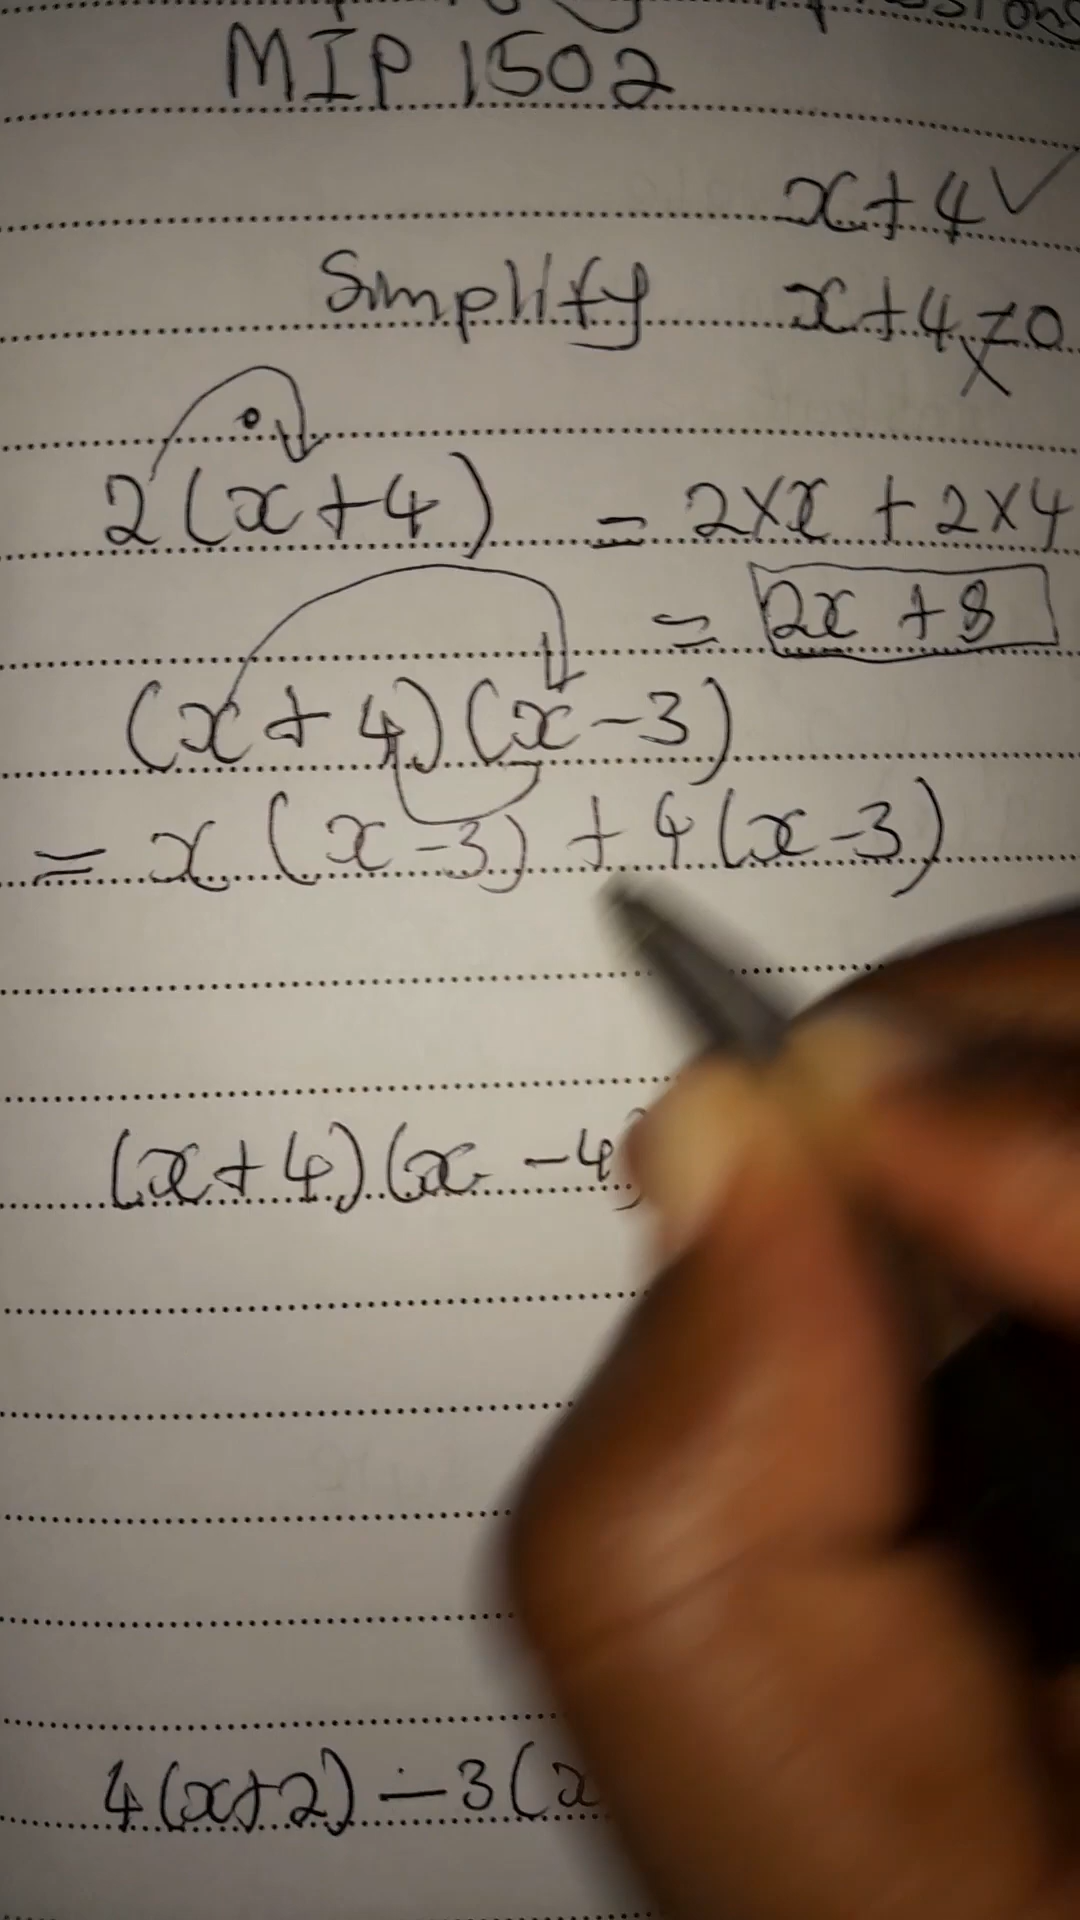 MIP 1502
x+4 ✓
Simplify x+4≠0
2(x+4) = 2×x + 2×4
= 2x + 8
(x+4)(x-3)
= x(x-3) + 4(x-3)
(x+4)(x-4)
4(x+2) - 3(x